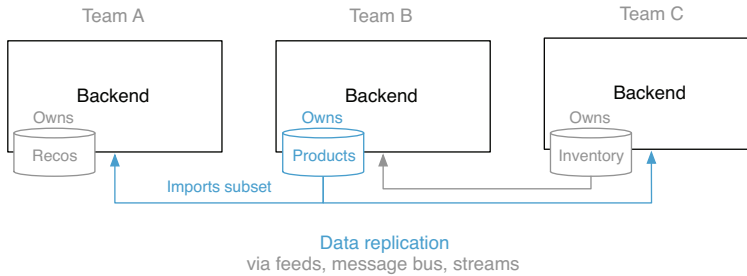 Team A
Team B
Team C
Backend
Backend
Backend
Owns
Owns
Owns
Recos
Products
Inventory
Imports subset
Data replication
via feeds, message bus, streams